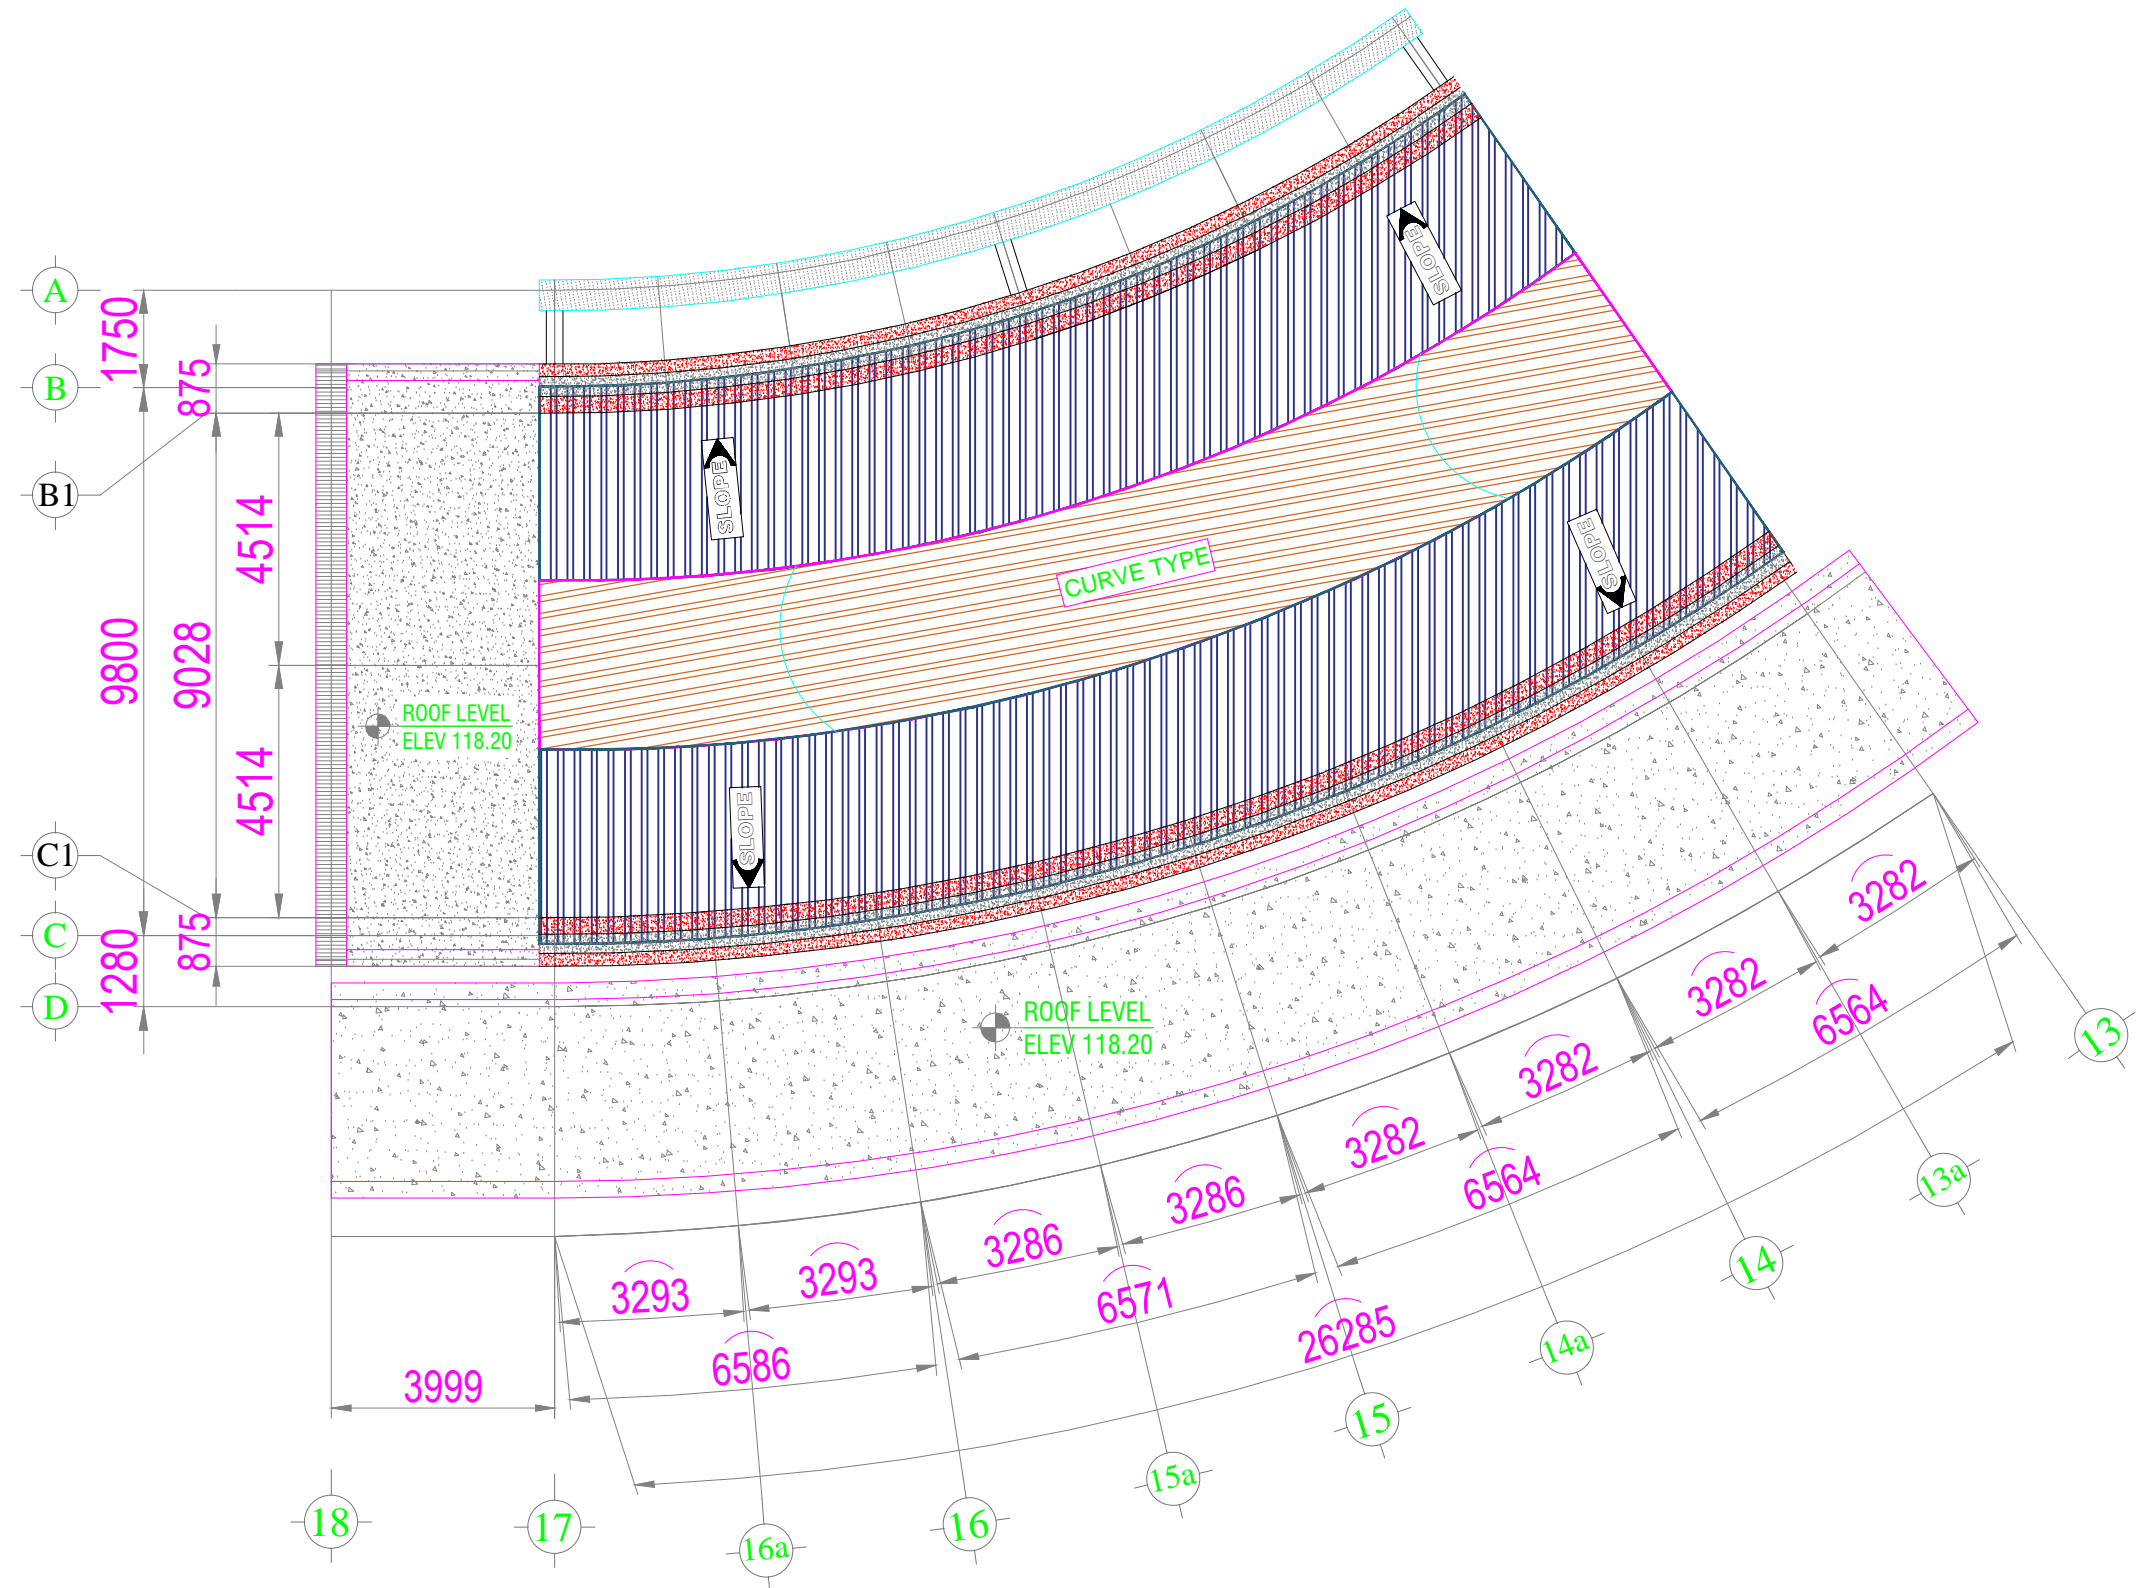 A
1750
B
875
B1
4514
9800
9028
4514
C1
875
C
1280
D
SLOPE
SLOPE
CURVE TYPE
SLOPE
SLOPE
ROOF LEVEL
ELEV 118.20
ROOF LEVEL
ELEV 118.20
3282
3282
6564
3282
3282
6564
3286
3286
6571
3293
3293
6586
26285
3999
13
13a
14
14a
15
15a
16
16a
17
18